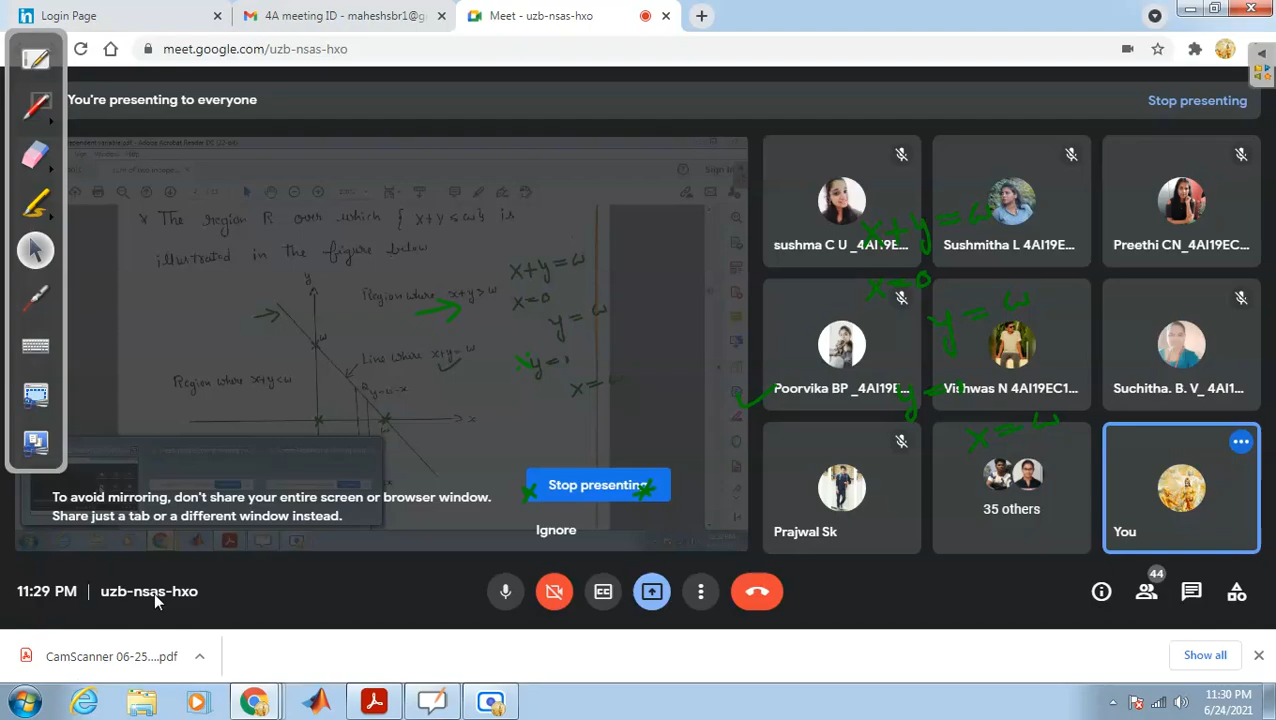 Login Page
4A meeting ID - maheshsbr1@g
Meet - uzb-nsas-hxo
meet.google.com/uzb-nsas-hxo
You're presenting to everyone
Stop presenting
* The region R over which { x+y ≤ ω} is
illustrated in the figure below
y
Region where x+y > ω
x+y = ω
x=0
y = ω
ω
Line where x+y = ω
Region where x+y<ω
y=ω-x
x
ω
x+y = ω
x=0
y = ω
x = ω
sushma C U _4AI19E...
Sushmitha L 4AI19E...
Preethi CN_4AI19EC...
Poorvika BP _4AI19E...
Vishwas N 4AI19EC1...
Suchitha. B. V_ 4AI1...
Prajwal Sk
35 others
You
To avoid mirroring, don't share your entire screen or browser window.
Share just a tab or a different window instead.
Stop presenting
Ignore
11:29 PM | uzb-nsas-hxo
44
CamScanner 06-25....pdf
Show all
11:30 PM
6/24/2021